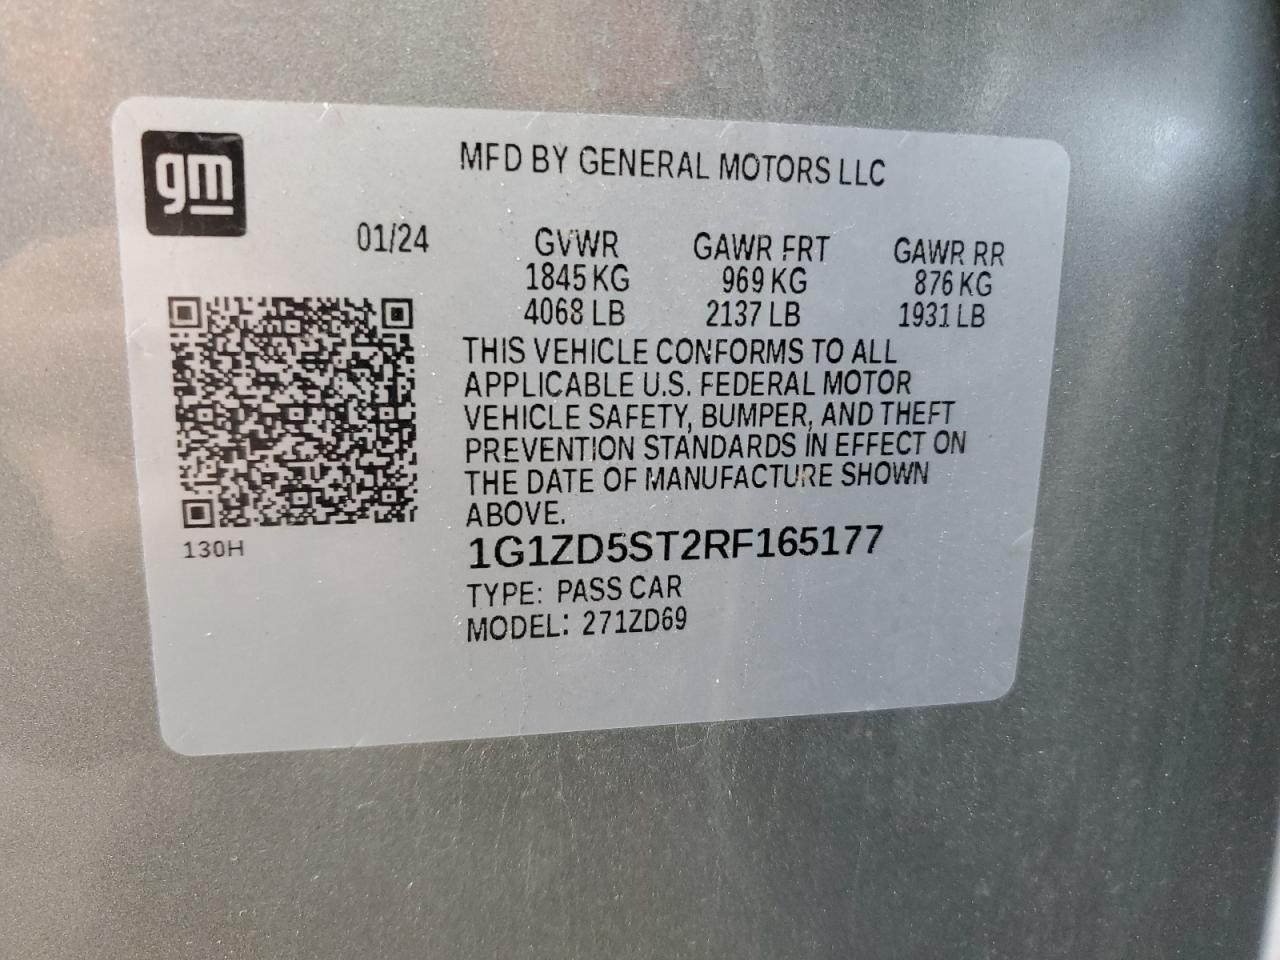 gm
MFD BY GENERAL MOTORS LLC
01/24 GVWR GAWR FRT GAWR RR
1845 KG 969 KG 876 KG
4068 LB 2137 LB 1931 LB
THIS VEHICLE CONFORMS TO ALL
APPLICABLE U.S. FEDERAL MOTOR
VEHICLE SAFETY, BUMPER, AND THEFT
PREVENTION STANDARDS IN EFFECT ON
THE DATE OF MANUFACTURE SHOWN
ABOVE.
130H
1G1ZD5ST2RF165177
TYPE: PASS CAR
MODEL: 271ZD69